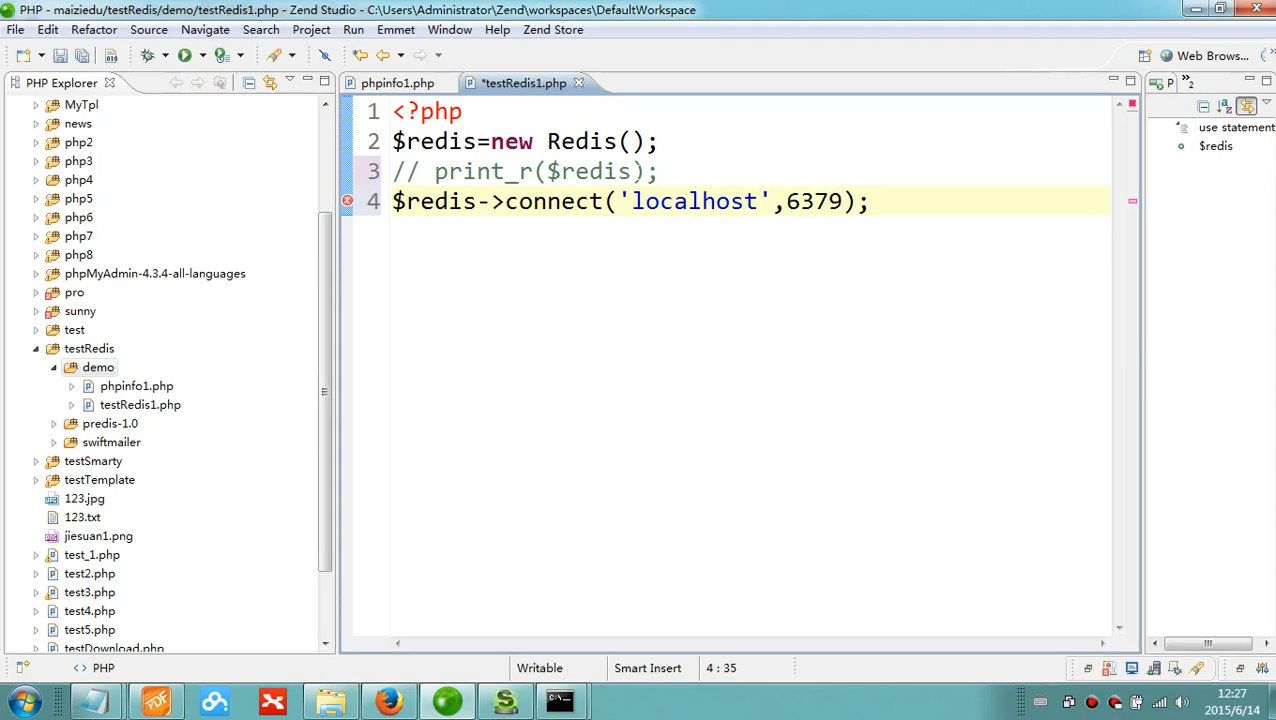 PHP - maiziedu/testRedis/demo/testRedis1.php - Zend Studio - C:\Users\Administrator\Zend\workspaces\DefaultWorkspace
File Edit Refactor Source Navigate Search Project Run Emmet Window Help Zend Store
Web Brows...
PHP Explorer
phpinfo1.php
*testRedis1.php
P
»2
MyTpl
news
php2
php3
php4
php5
php6
php7
php8
phpMyAdmin-4.3.4-all-languages
pro
sunny
test
testRedis
demo
phpinfo1.php
testRedis1.php
predis-1.0
swiftmailer
testSmarty
testTemplate
123.jpg
123.txt
jiesuan1.png
test_1.php
test2.php
test3.php
test4.php
test5.php
testDownload.php
1 <?php
2 $redis=new Redis();
3 // print_r($redis);
4 $redis->connect('localhost',6379);
use statement
$redis
<> PHP
Writable
Smart Insert
4 : 35
PDF
S
C:\
12:27
2015/6/14